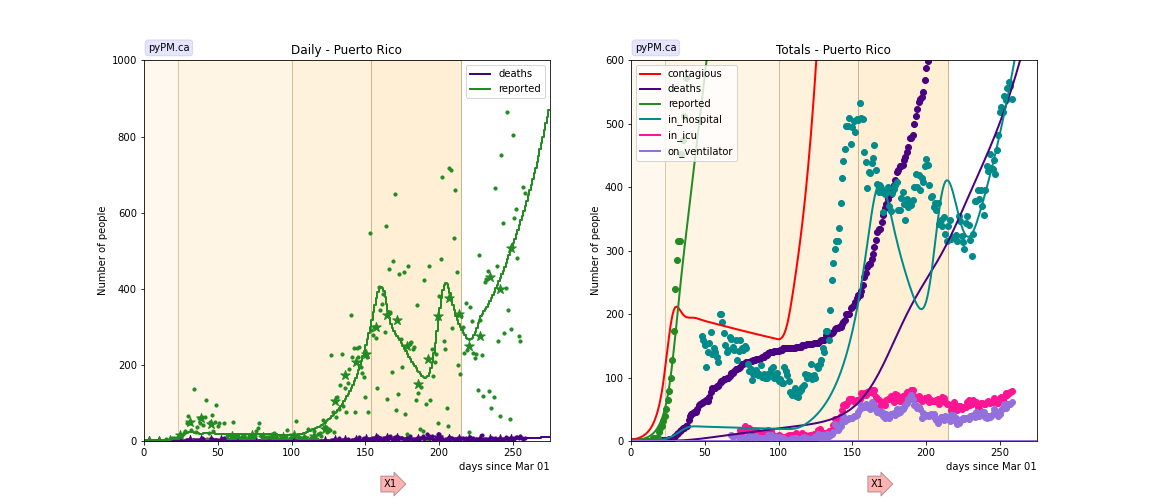 pyPM.ca
Daily - Puerto Rico
1000
800
600
400
200
0
Number of people
deaths
reported
0
50
100
150
200
250
days since Mar 01
X1
pyPM.ca
Totals - Puerto Rico
600
500
400
300
200
100
0
Number of people
contagious
deaths
reported
in_hospital
in_icu
on_ventilator
0
50
100
150
200
250
days since Mar 01
X1